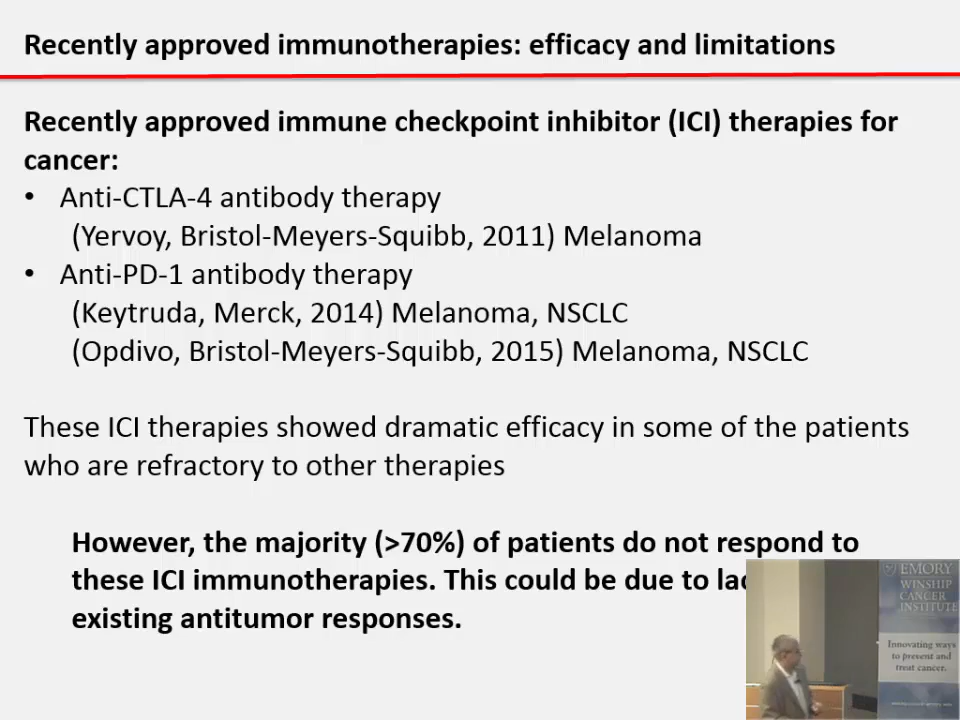 Recently approved immunotherapies: efficacy and limitations
Recently approved immune checkpoint inhibitor (ICI) therapies for
cancer:
• Anti-CTLA-4 antibody therapy
(Yervoy, Bristol-Meyers-Squibb, 2011) Melanoma
• Anti-PD-1 antibody therapy
(Keytruda, Merck, 2014) Melanoma, NSCLC
(Opdivo, Bristol-Meyers-Squibb, 2015) Melanoma, NSCLC
These ICI therapies showed dramatic efficacy in some of the patients
who are refractory to other therapies
However, the majority (>70%) of patients do not respond to
these ICI immunotherapies. This could be due to
existing antitumor responses.
EMORY
WINSHIP
CANCER
INSTITUTE
Innovating ways
to prevent and
treat cancer.